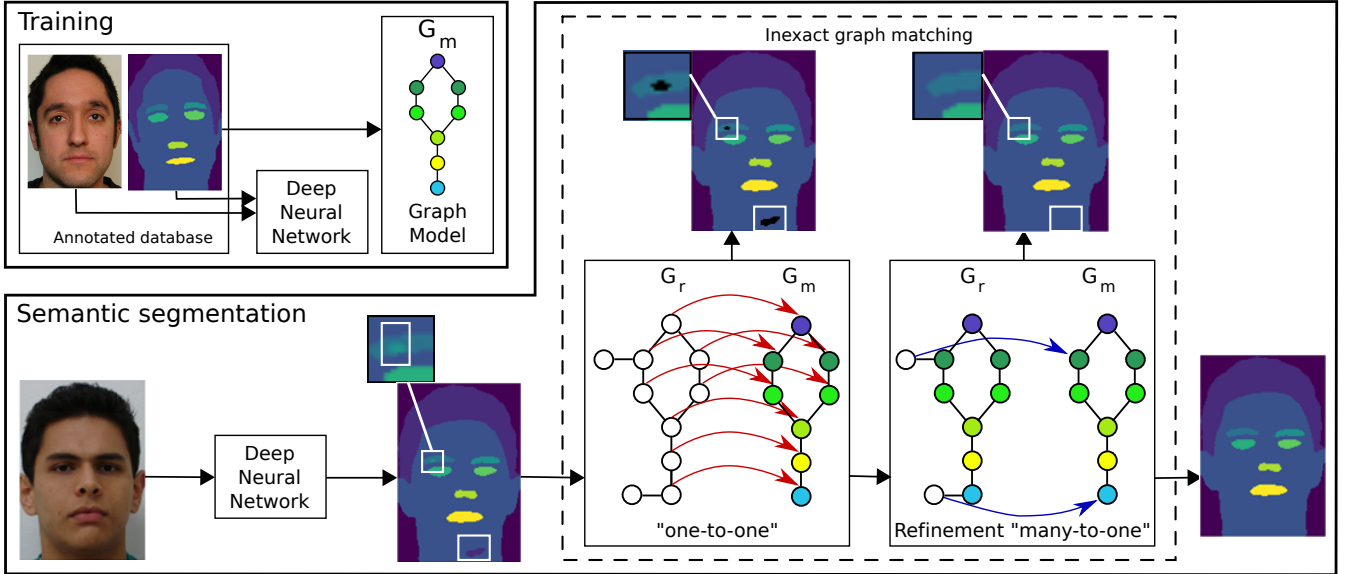 Training
G
m
Deep
Neural
Network
Annotated database
Graph
Model
Inexact graph matching
Semantic segmentation
Deep
Neural
Network
G
r
G
m
"one-to-one"
G
r
G
m
Refinement "many-to-one"